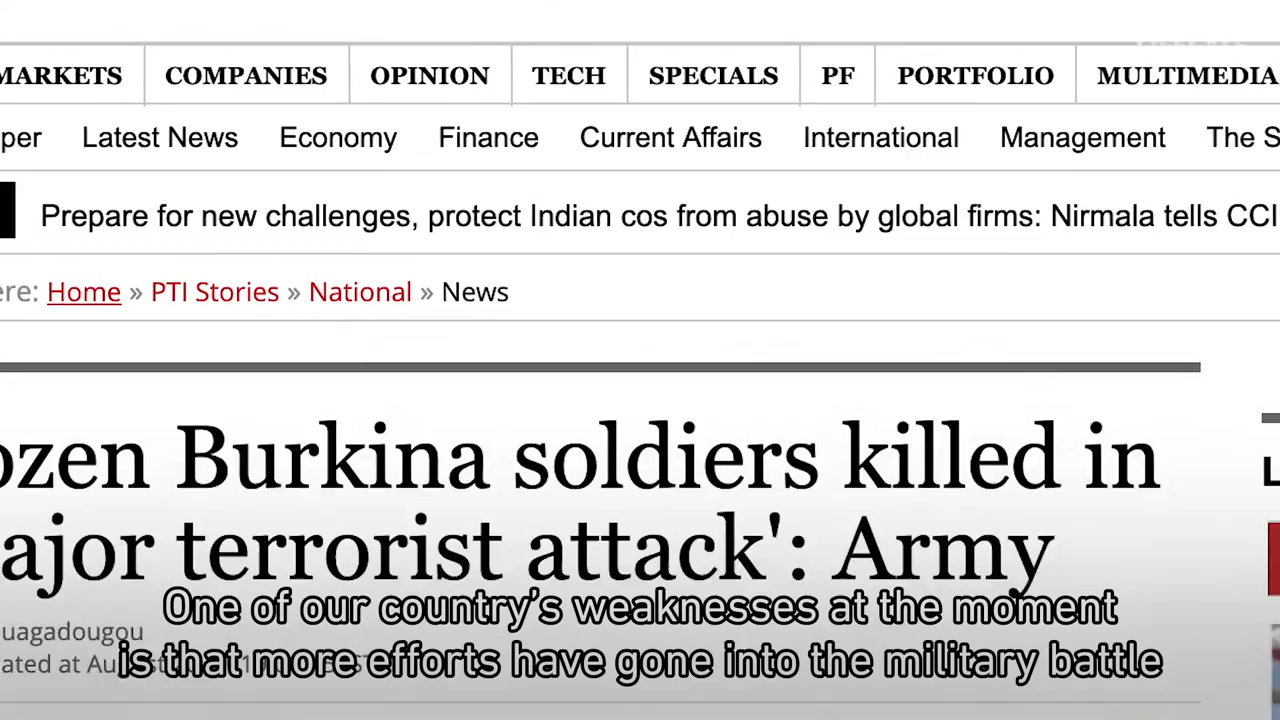 MARKETS COMPANIES OPINION TECH SPECIALS PF PORTFOLIO MULTIMEDIA
per Latest News Economy Finance Current Affairs International Management The S
Prepare for new challenges, protect Indian cos from abuse by global firms: Nirmala tells CCI
ere: Home » PTI Stories » National » News
ozen Burkina soldiers killed in
ajor terrorist attack': Army
uagadougou
ated at
One of our country's weaknesses at the moment
is that more efforts have gone into the military battle